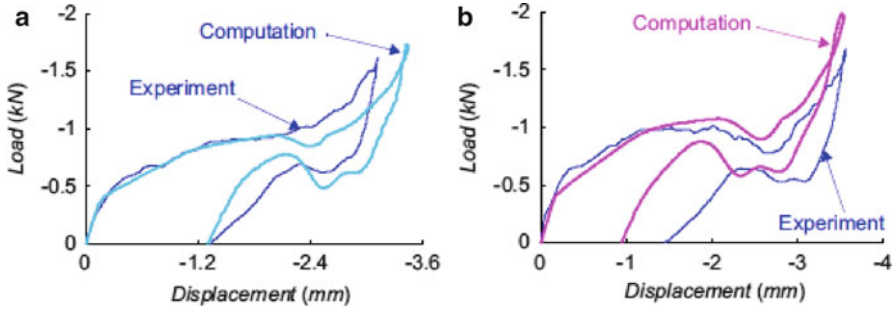 a
-2
-1.5
-1
-0.5
0
Load (kN)
Computation
Experiment
0 -1.2 -2.4 -3.6
Displacement (mm)
b
-2
-1.5
-1
-0.5
0
Load (kN)
Computation
Experiment
0 -1 -2 -3 -4
Displacement (mm)